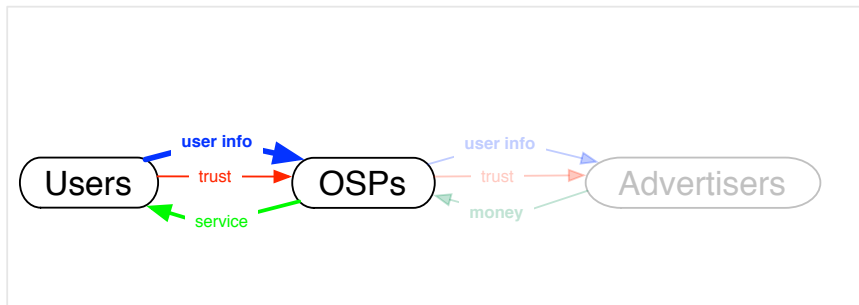 user info
user info
Users
trust
OSPs
trust
Advertisers
service
money